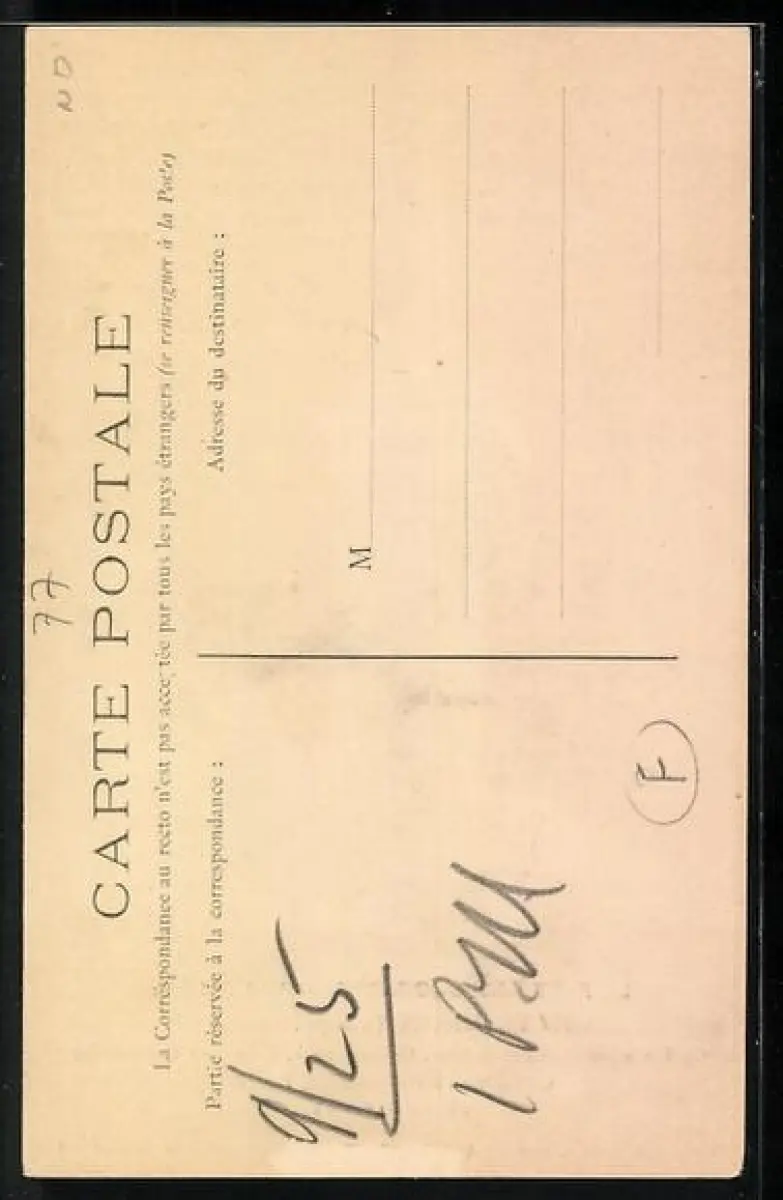 ND
77
CARTE POSTALE
La Correspondance au recto n'est pas acceptée par tous les pays étrangers (se renseigner à la Poste)
Partie réservée à la correspondance :
Adresse du destinataire :
M
9/25
1
F